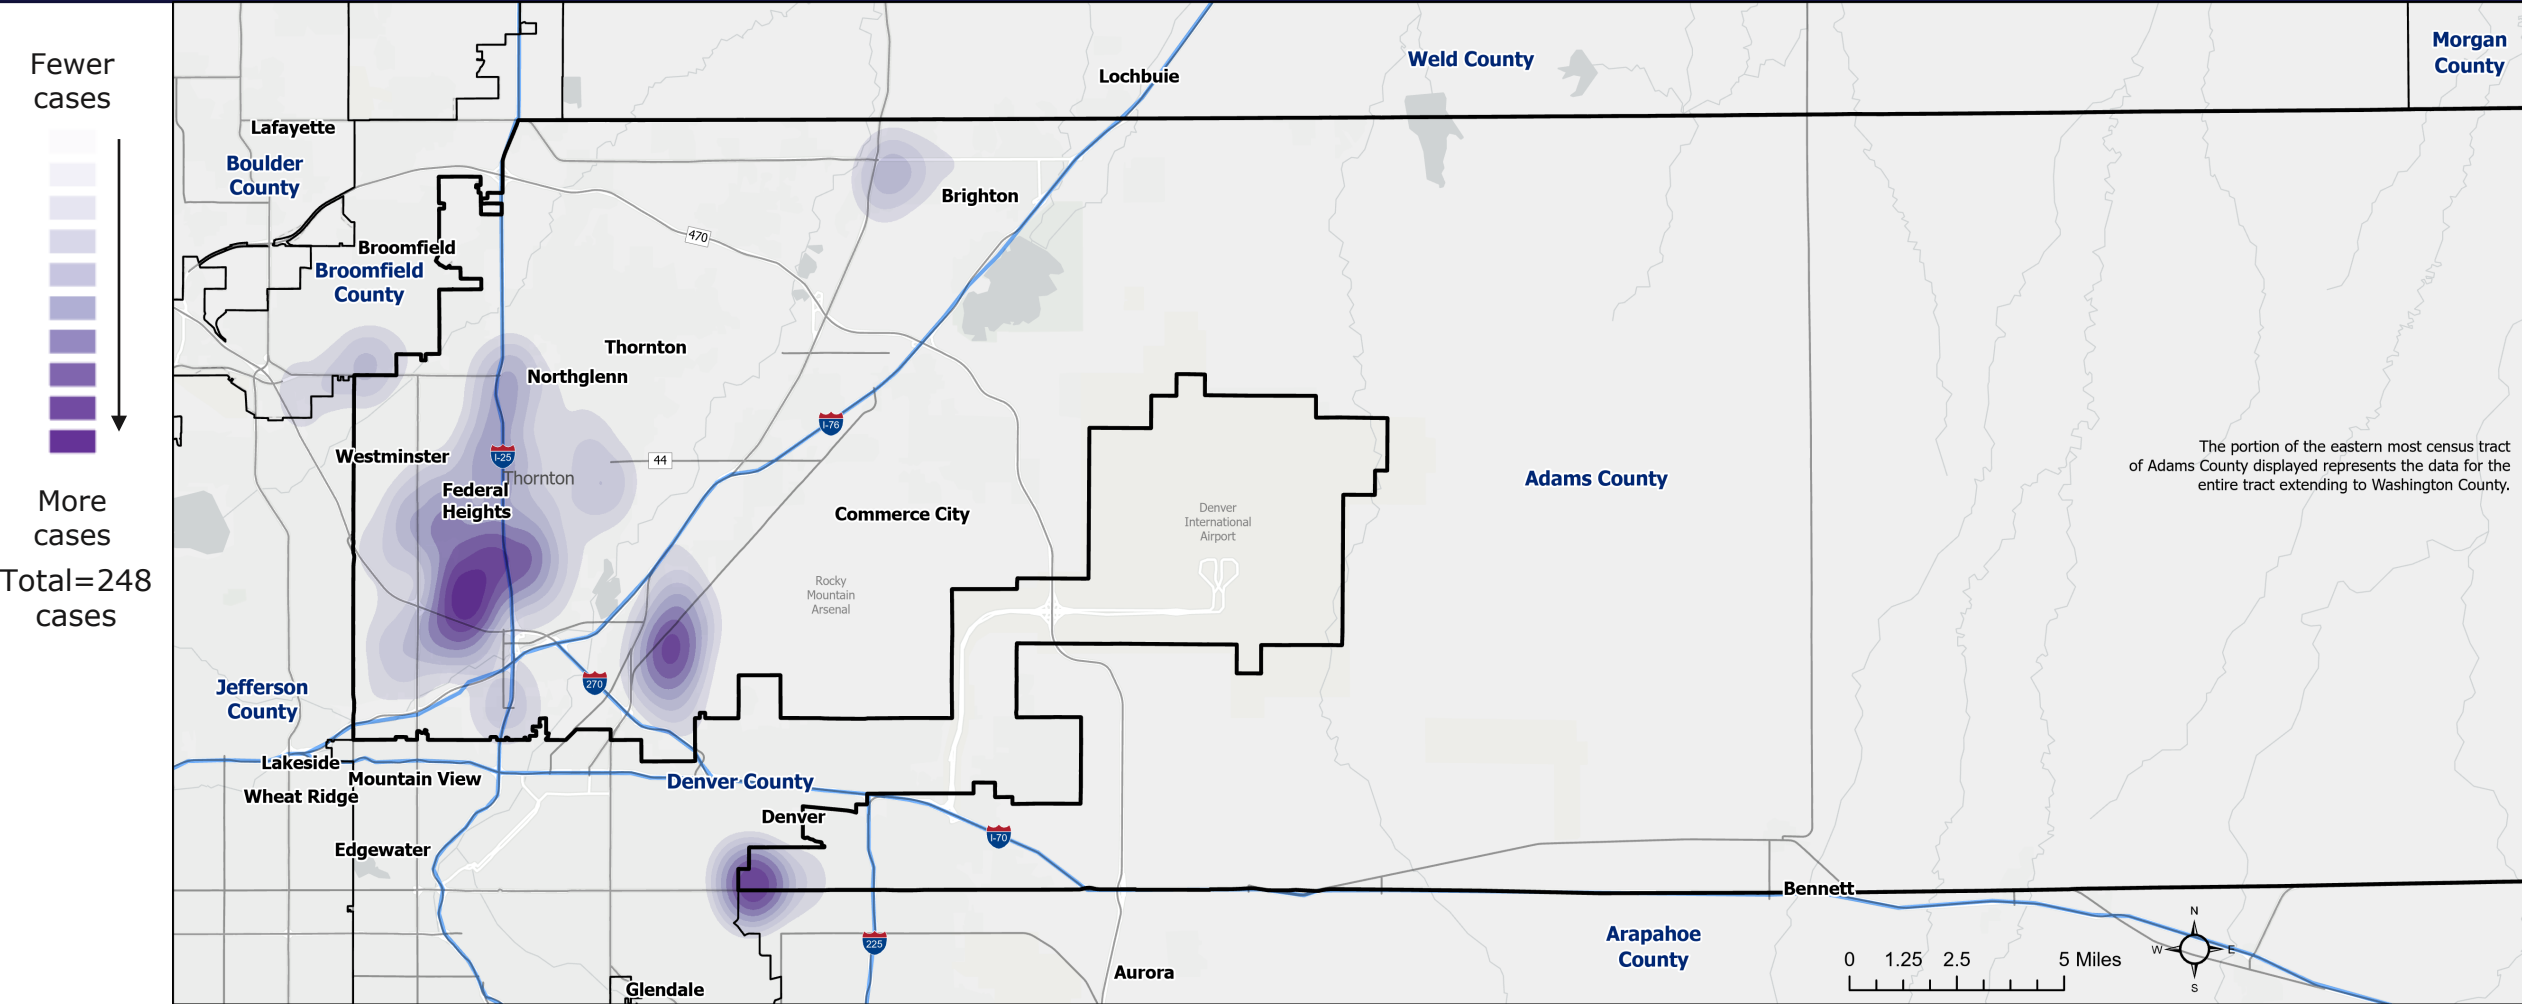 Fewer
cases
More
cases
Total=248
cases
Lafayette
Boulder
County
Broomfield
Broomfield
County
Lochbuie
Weld County
Morgan
County
Brighton
470
Thornton
Northglenn
Westminster
I-25
Thornton
44
I-76
Federal
Heights
Commerce City
Rocky
Mountain
Arsenal
Denver
International
Airport
Adams County
The portion of the eastern most census tract
of Adams County displayed represents the data for the
entire tract extending to Washington County.
Jefferson
County
270
Lakeside
Mountain View
Wheat Ridge
Denver County
Denver
Edgewater
I-70
225
Glendale
Aurora
Bennett
Arapahoe
County
0 1.25 2.5 5 Miles
N
W E
S